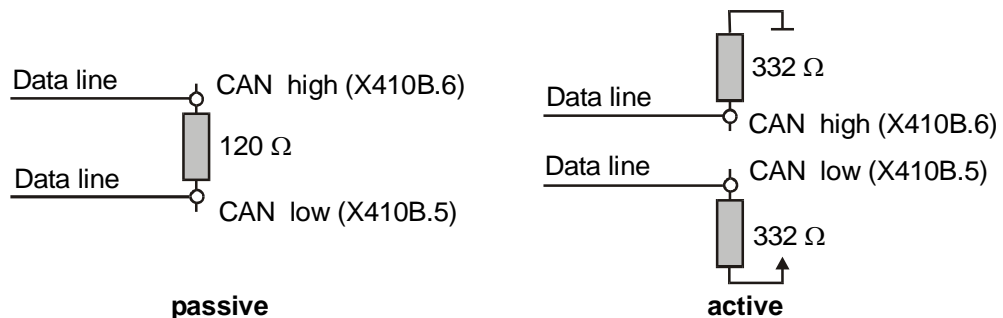 Data line
CAN high (X410B.6)
120 Ω
Data line
CAN low (X410B.5)
passive
332 Ω
Data line
CAN high (X410B.6)
Data line
CAN low (X410B.5)
332 Ω
active